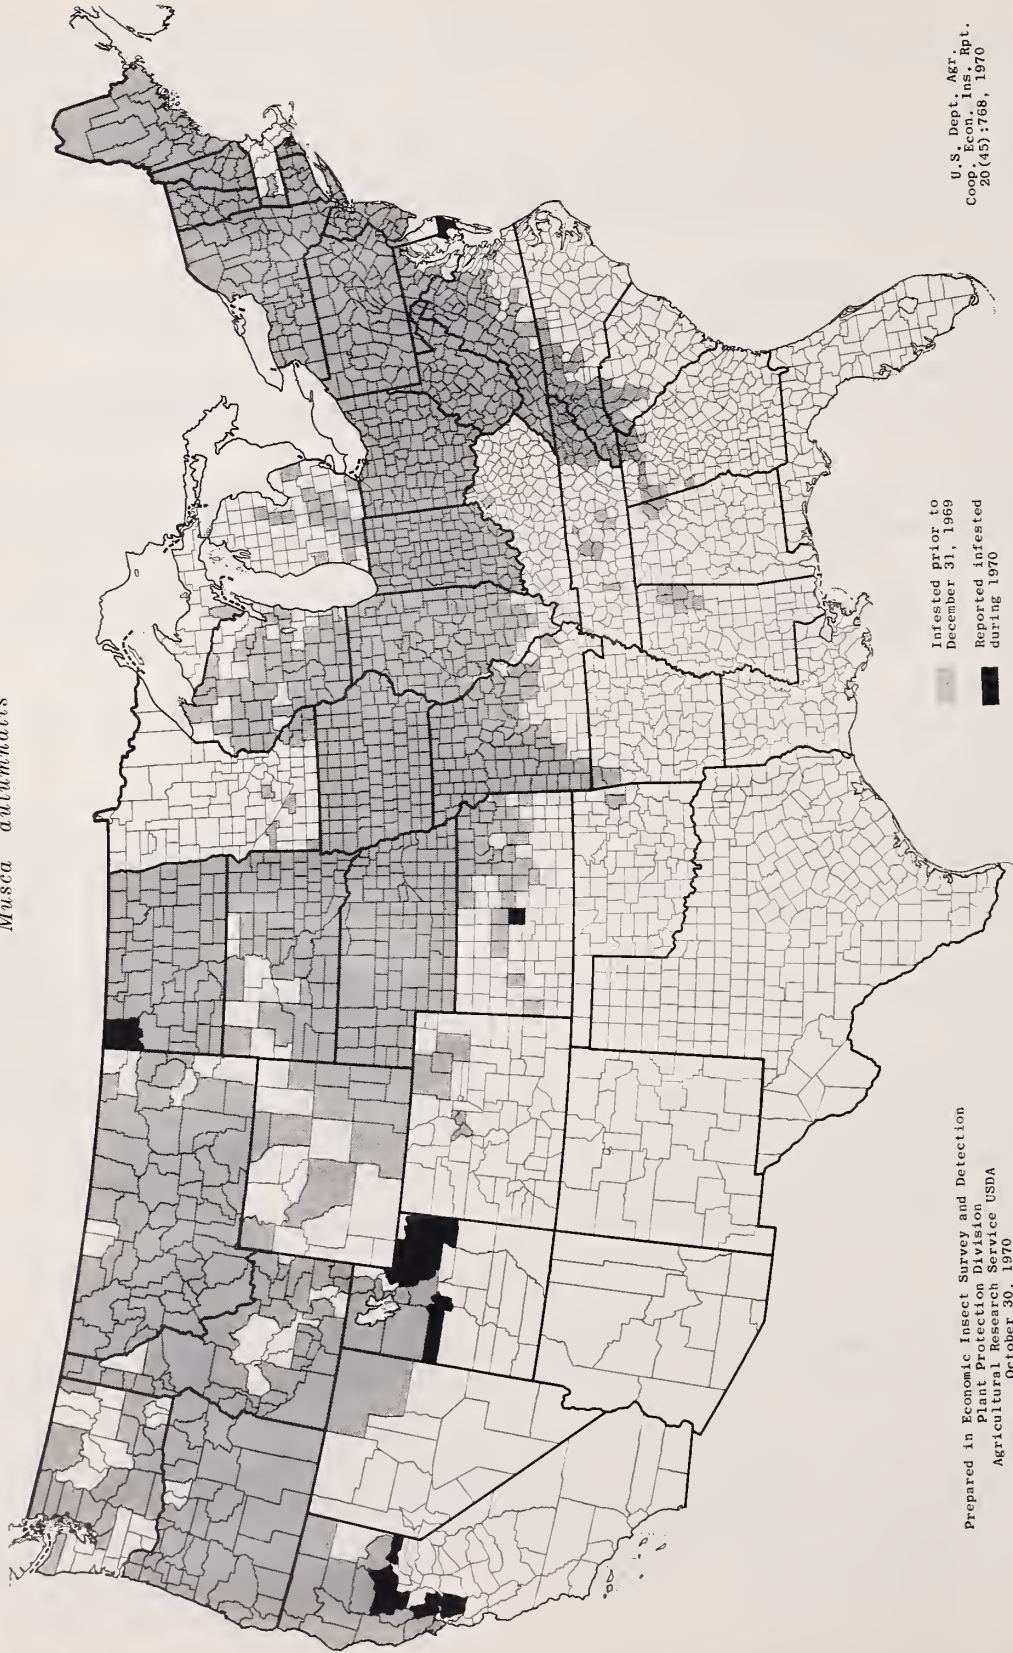 Musca autumnalis
U.S. Dept. Agr.
Coop. Econ. Ins. Rpt.
20(45):768, 1970
Infested prior to
December 31, 1969
Reported infested
during 1970
Prepared in Economic Insect Survey and Detection
Plant Protection Division
Agricultural Research Service USDA
October 30, 1970